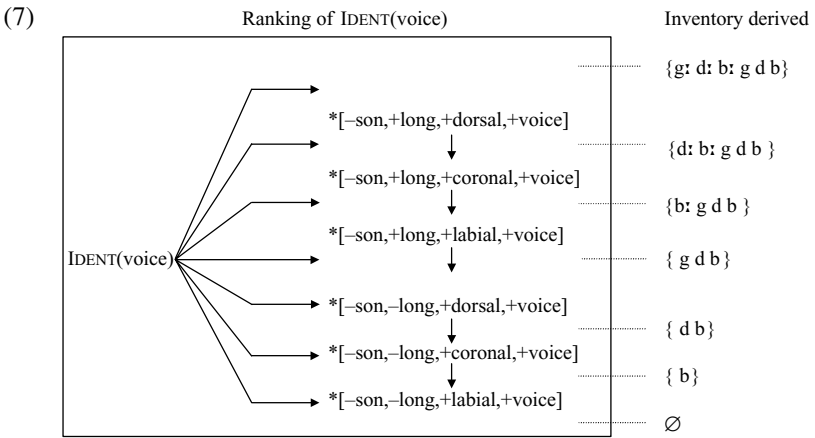 (7) Ranking of IDENT(voice) Inventory derived
{gː dː bː g d b}
*[–son,+long,+dorsal,+voice]
{dː bː g d b }
*[–son,+long,+coronal,+voice]
{bː g d b }
*[–son,+long,+labial,+voice]
IDENT(voice) { g d b}
*[–son,–long,+dorsal,+voice]
{ d b}
*[–son,–long,+coronal,+voice]
{ b}
*[–son,–long,+labial,+voice]
∅